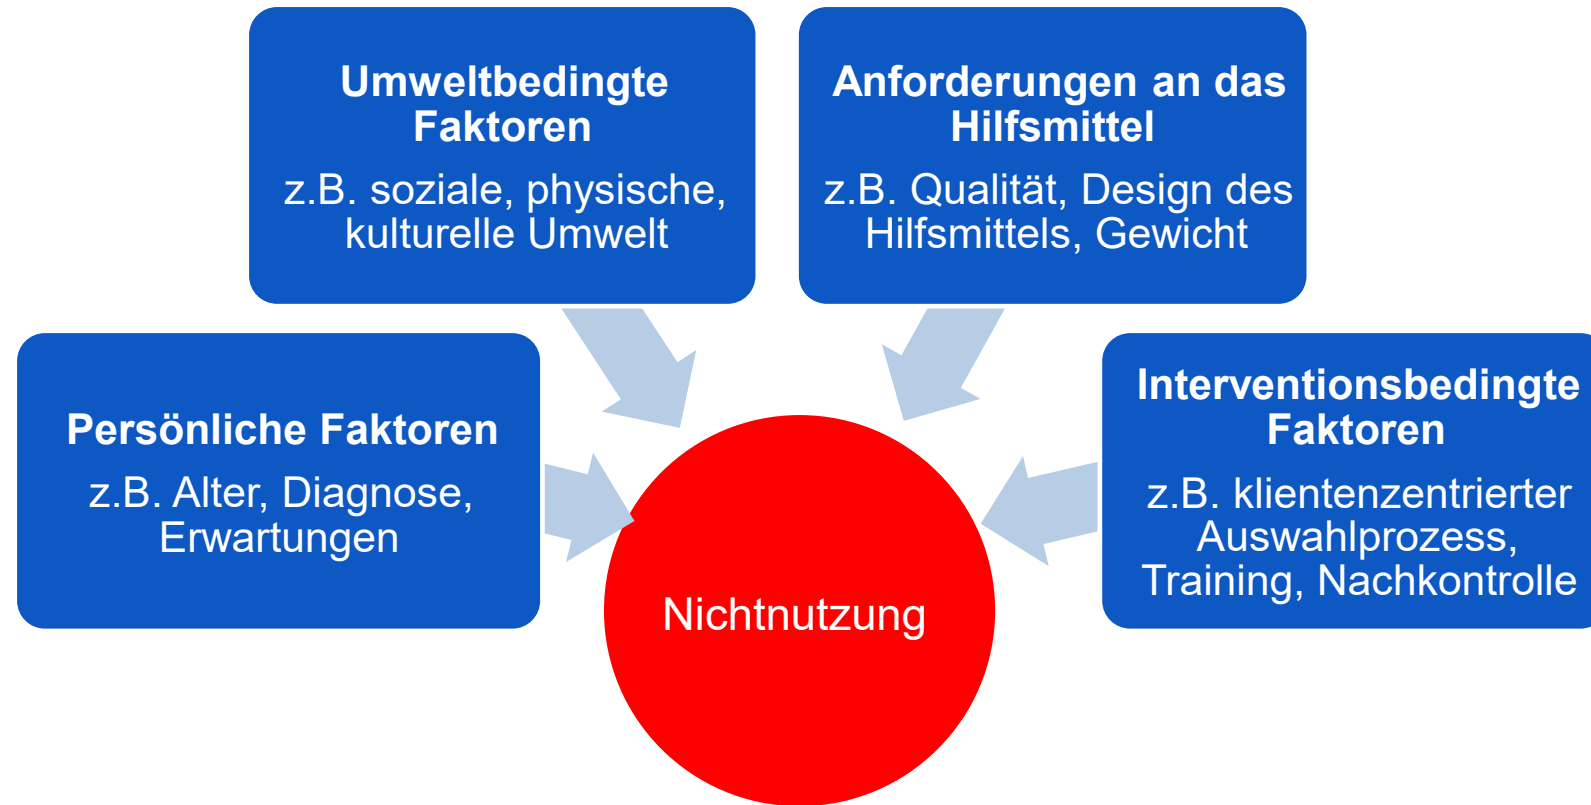 Umweltbedingte
Faktoren
z.B. soziale, physische,
kulturelle Umwelt
Anforderungen an das
Hilfsmittel
z.B. Qualität, Design des
Hilfsmittels, Gewicht
Persönliche Faktoren
z.B. Alter, Diagnose,
Erwartungen
Interventionsbedingte
Faktoren
z.B. klientenzentrierter
Auswahlprozess,
Training, Nachkontrolle
Nichtnutzung